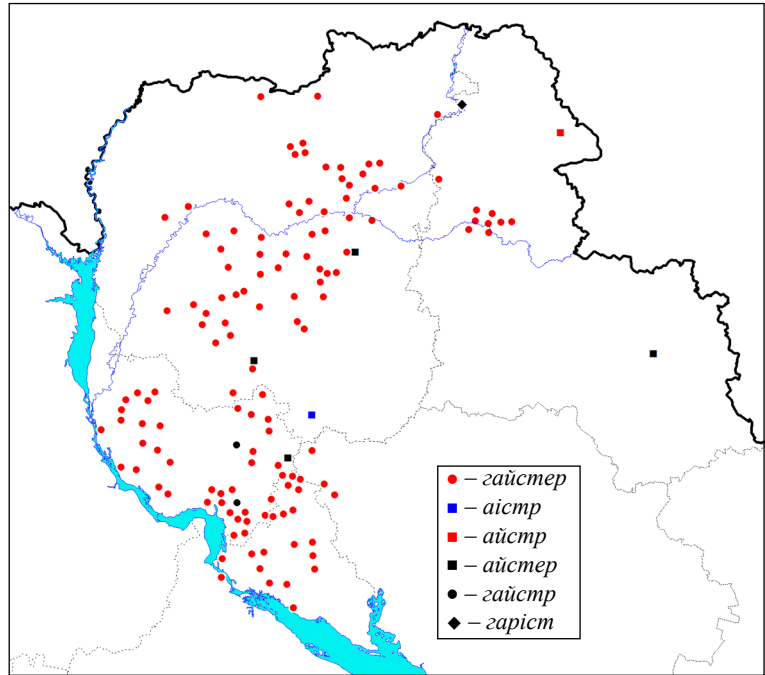 – гайстер
– аістр
– айстр
– айстер
– гайстр
– гаріст